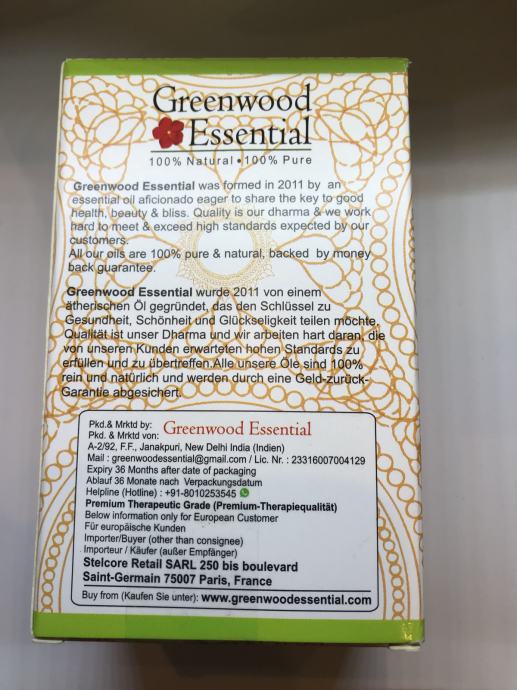 Greenwood
Essential
100% Natural • 100% Pure
Greenwood Essential was formed in 2011 by an
essential oil aficionado eager to share the key to good
health, beauty & bliss. Quality is our dharma & we work
hard to meet & exceed high standards expected by our
customers.
All our oils are 100% pure & natural, backed by money
back guarantee.
Greenwood Essential wurde 2011 von einem
ätherischen Öl gegründet, das den Schlüssel zu
Gesundheit, Schönheit und Glückseligkeit teilen möchte.
Qualität ist unser Dharma und wir arbeiten hart daran, die
von unseren Kunden erwarteten hohen Standards zu
erfüllen und zu übertreffen.Alle unsere Öle sind 100%
rein und natürlich und werden durch eine Geld-zurück-
Garantie abgesichert.
Pkd.& Mrktd by: Greenwood Essential
Pkd. & Mrktd von:
A-2/92, F.F., Janakpuri, New Delhi India (Indien)
Mail : greenwoodessential@gmail.com / Lic. Nr. : 23316007004129
Expiry 36 Months after date of packaging
Ablauf 36 Monate nach Verpackungsdatum
Helpline (Hotline) : +91-8010253545
Premium Therapeutic Grade (Premium-Therapiequalität)
Below information only for European Customer
Für europäische Kunden
Importer/Buyer (other than consignee)
Importeur / Käufer (außer Empfänger)
Stelcore Retail SARL 250 bis boulevard
Saint-Germain 75007 Paris, France
Buy from (Kaufen Sie unter): www.greenwoodessential.com